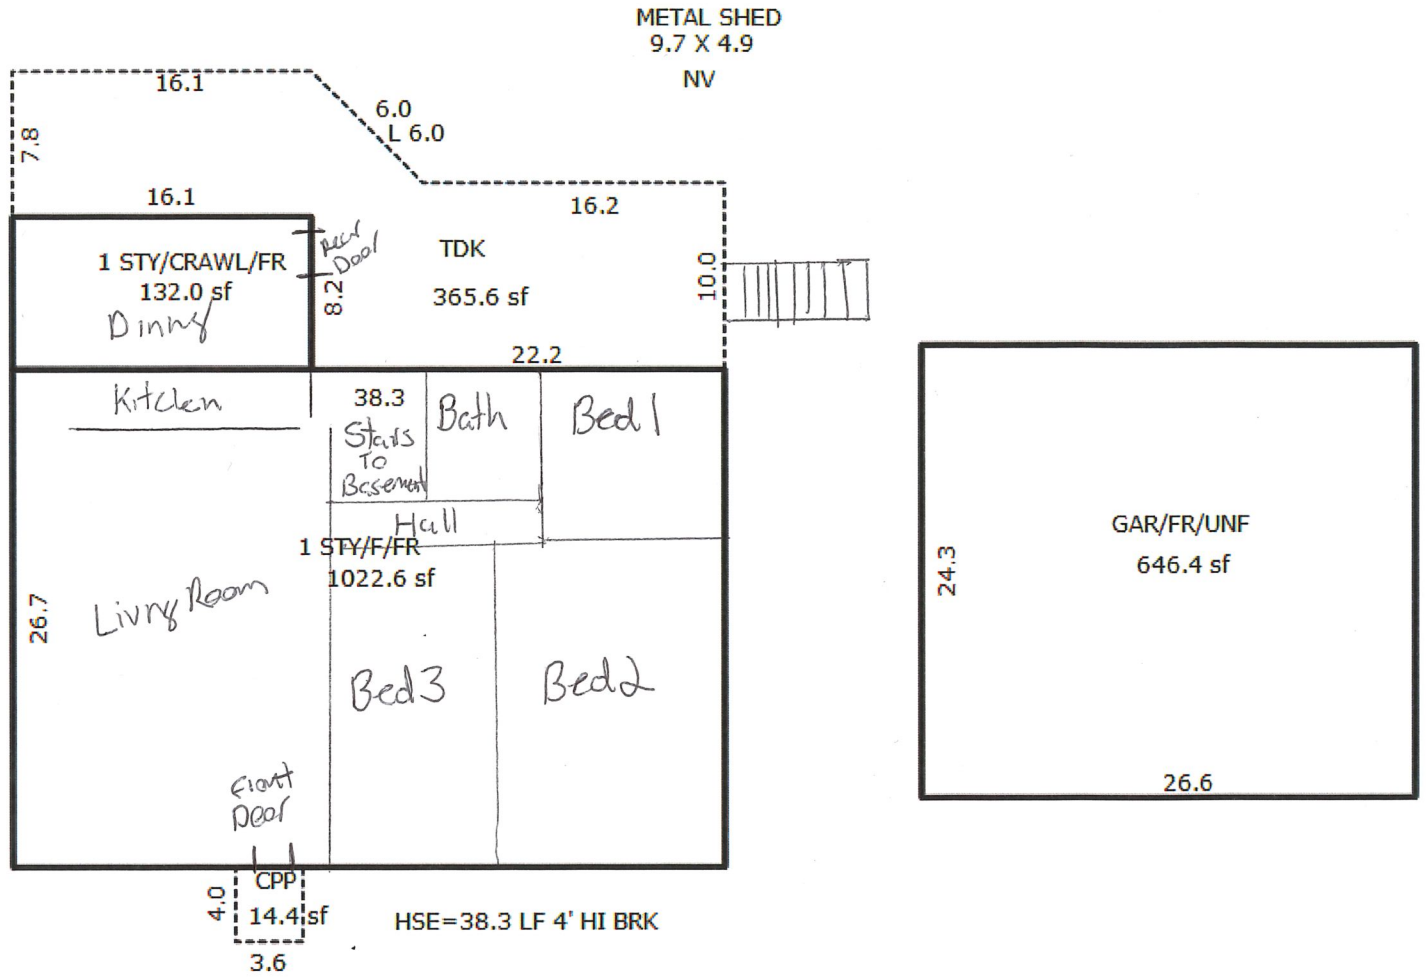 METAL SHED
9.7 X 4.9
NV
16.1
6.0
L 6.0
7.8
16.1
16.2
Rear
Door
TDK
1 STY/CRAWL/FR
132.0 sf
8.2
365.6 sf
10.0
Dining
22.2
Kitchen
38.3
Stairs
To
Basement
Bath
Bed 1
Hall
1 STY/F/FR
1022.6 sf
Living Room
26.7
Bed 3
Bed 2
Front
Door
CPP
14.4 sf
4.0
3.6
HSE=38.3 LF 4' HI BRK
GAR/FR/UNF
646.4 sf
24.3
26.6